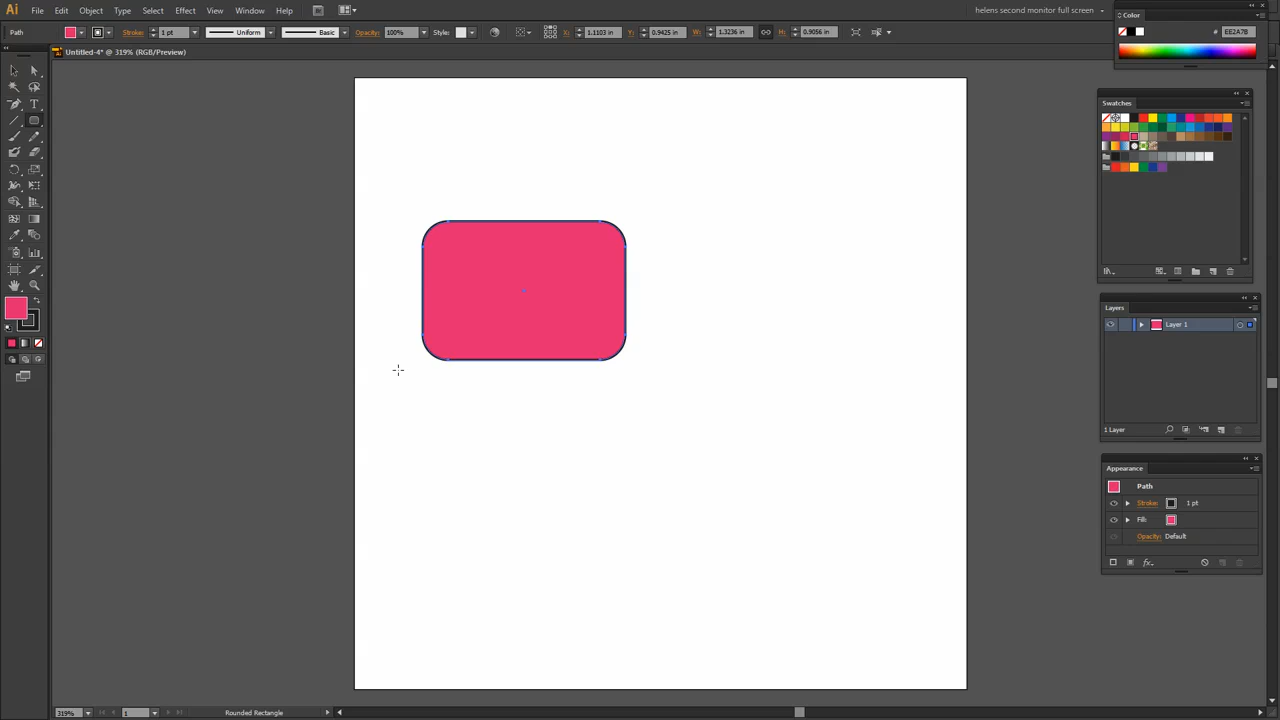 Ai File Edit Object Type Select Effect View Window Help helens second monitor full screen
Path Stroke: 1 pt Uniform Basic Opacity: 100% Style: X: 1.1103 in Y: 0.9425 in W: 1.3236 in H: 0.9056 in
Untitled-4* @ 319% (RGB/Preview)
Color
# EE2A7B
Swatches
Layers
Layer 1
1 Layer
Appearance
Path
Stroke: 1 pt
Fill:
Opacity: Default
fx
319% 1 Rounded Rectangle